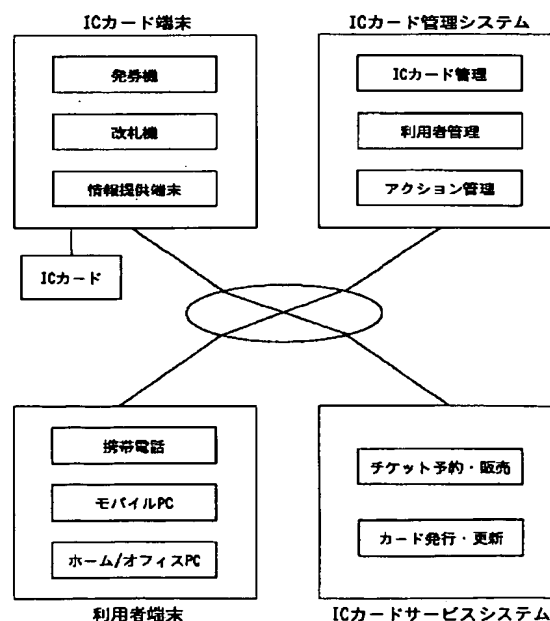 ICカード端末
発券機
改札機
情報提供端末
ICカード
ICカード管理システム
ICカード管理
利用者管理
アクション管理
携帯電話
モバイルPC
ホーム/オフィスPC
利用者端末
チケット予約・販売
カード発行・更新
ICカードサービスシステム